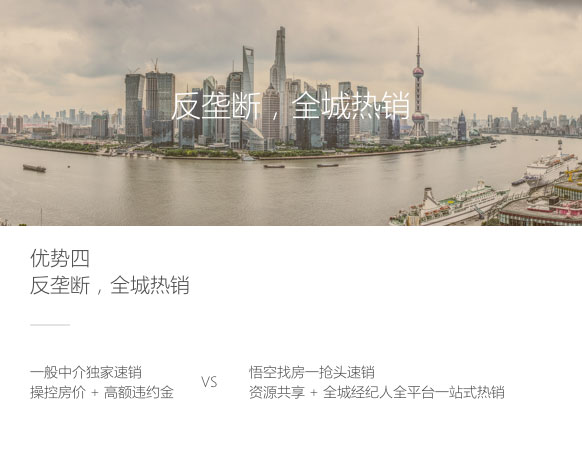 反垄断，全城热销
优势四
反垄断，全城热销
一般中介独家速销
操控房价 + 高额违约金
VS
悟空找房一抢头速销
资源共享 + 全城经纪人全平台一站式热销